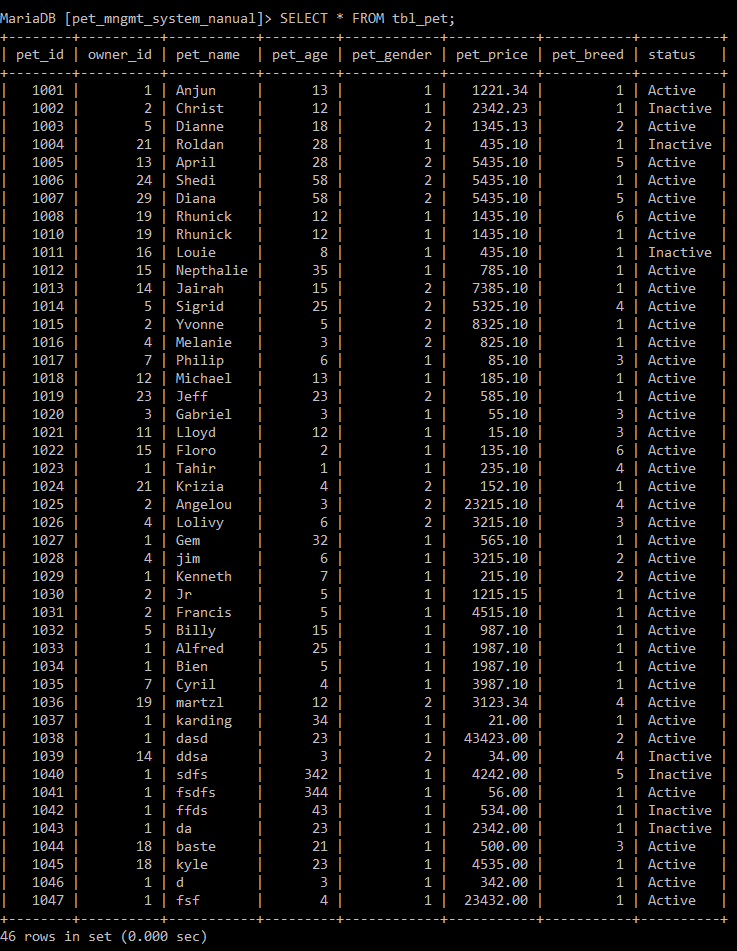 MariaDB [pet_mngmt_system_nanual]> SELECT * FROM tbl_pet;
+--------+----------+-----------+---------+------------+-----------+-----------+----------+
| pet_id | owner_id | pet_name  | pet_age | pet_gender | pet_price | pet_breed | status   |
+--------+----------+-----------+---------+------------+-----------+-----------+----------+
|   1001 |        1 | Anjun     |      13 |          1 |   1221.34 |         1 | Active   |
|   1002 |        2 | Christ    |      12 |          1 |   2342.23 |         1 | Inactive |
|   1003 |        5 | Dianne    |      18 |          2 |   1345.13 |         2 | Active   |
|   1004 |       21 | Roldan    |      28 |          1 |    435.10 |         1 | Inactive |
|   1005 |       13 | April     |      28 |          2 |   5435.10 |         5 | Active   |
|   1006 |       24 | Shedi     |      58 |          2 |   5435.10 |         1 | Active   |
|   1007 |       29 | Diana     |      58 |          2 |   5435.10 |         5 | Active   |
|   1008 |       19 | Rhunick   |      12 |          1 |   1435.10 |         6 | Active   |
|   1010 |       19 | Rhunick   |      12 |          1 |   1435.10 |         1 | Active   |
|   1011 |       16 | Louie     |       8 |          1 |    435.10 |         1 | Inactive |
|   1012 |       15 | Nepthalie |      35 |          1 |    785.10 |         1 | Active   |
|   1013 |       14 | Jairah    |      15 |          2 |   7385.10 |         1 | Active   |
|   1014 |        5 | Sigrid    |      25 |          2 |   5325.10 |         4 | Active   |
|   1015 |        2 | Yvonne    |       5 |          2 |   8325.10 |         1 | Active   |
|   1016 |        4 | Melanie   |       3 |          2 |    825.10 |         1 | Active   |
|   1017 |        7 | Philip    |       6 |          1 |     85.10 |         3 | Active   |
|   1018 |       12 | Michael   |      13 |          1 |    185.10 |         1 | Active   |
|   1019 |       23 | Jeff      |      23 |          2 |    585.10 |         1 | Active   |
|   1020 |        3 | Gabriel   |       3 |          1 |     55.10 |         3 | Active   |
|   1021 |       11 | Lloyd     |      12 |          1 |     15.10 |         3 | Active   |
|   1022 |       15 | Floro     |       2 |          1 |    135.10 |         6 | Active   |
|   1023 |        1 | Tahir     |       1 |          1 |    235.10 |         4 | Active   |
|   1024 |       21 | Krizia    |       4 |          2 |    152.10 |         1 | Active   |
|   1025 |        2 | Angelou   |       3 |          2 |  23215.10 |         4 | Active   |
|   1026 |        4 | Lolivy    |       6 |          2 |   3215.10 |         3 | Active   |
|   1027 |        1 | Gem       |      32 |          1 |    565.10 |         1 | Active   |
|   1028 |        4 | jim       |       6 |          1 |   3215.10 |         2 | Active   |
|   1029 |        1 | Kenneth   |       7 |          1 |    215.10 |         2 | Active   |
|   1030 |        2 | Jr        |       5 |          1 |   1215.15 |         1 | Active   |
|   1031 |        2 | Francis   |       5 |          1 |   4515.10 |         1 | Active   |
|   1032 |        5 | Billy     |      15 |          1 |    987.10 |         1 | Active   |
|   1033 |        1 | Alfred    |      25 |          1 |   1987.10 |         1 | Active   |
|   1034 |        1 | Bien      |       5 |          1 |   1987.10 |         1 | Active   |
|   1035 |        7 | Cyril     |       4 |          1 |   3987.10 |         1 | Active   |
|   1036 |       19 | martzl    |      12 |          2 |   3123.34 |         4 | Active   |
|   1037 |        1 | karding   |      34 |          1 |     21.00 |         1 | Active   |
|   1038 |        1 | dasd      |      23 |          1 |  43423.00 |         2 | Active   |
|   1039 |       14 | ddsa      |       3 |          2 |     34.00 |         4 | Inactive |
|   1040 |        1 | sdfs      |     342 |          1 |   4242.00 |         5 | Inactive |
|   1041 |        1 | fsdfs     |     344 |          1 |     56.00 |         1 | Active   |
|   1042 |        1 | ffds      |      43 |          1 |    534.00 |         1 | Inactive |
|   1043 |        1 | da        |      23 |          1 |   2342.00 |         1 | Inactive |
|   1044 |       18 | baste     |      21 |          1 |    500.00 |         3 | Active   |
|   1045 |       18 | kyle      |      23 |          1 |   4535.00 |         1 | Active   |
|   1046 |        1 | d         |       3 |          1 |    342.00 |         1 | Active   |
|   1047 |        1 | fsf       |       4 |          1 |  23432.00 |         1 | Active   |
+--------+----------+-----------+---------+------------+-----------+-----------+----------+
46 rows in set (0.000 sec)